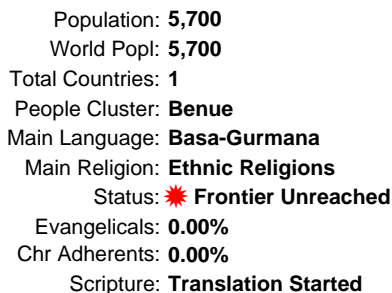 Population: 5,700
World Popl: 5,700
Total Countries: 1
People Cluster: Benue
Main Language: Basa-Gurmana
Main Religion: Ethnic Religions
Status: Frontier Unreached
Evangelicals: 0.00%
Chr Adherents: 0.00%
Scripture: Translation Started